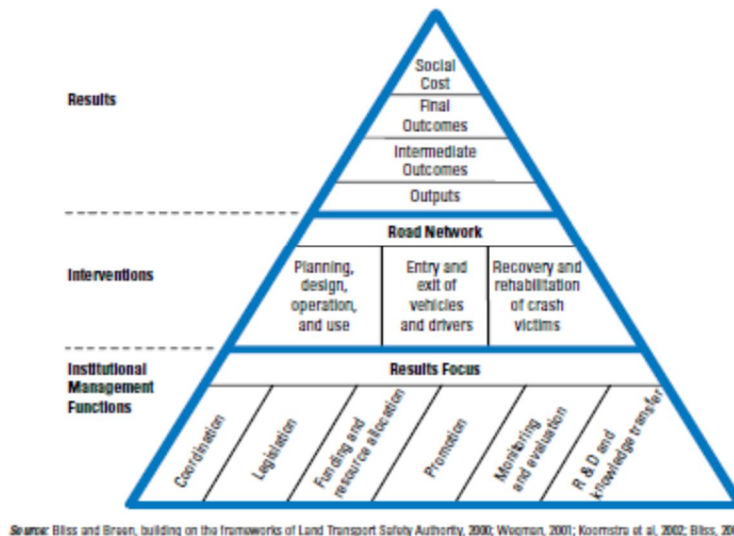 Results
Social
Cost
Final
Outcomes
Intermediate
Outcomes
Outputs
Road Network
Interventions
Planning,
design,
operation,
and use
Entry and
exit of
vehicles
and drivers
Recovery and
rehabilitation
of crash
victims
Institutional
Management
Functions
Results Focus
Coordination
Legislation
Funding and
resource allocation
Promotion
Monitoring
and evaluation
R & D and
knowledge transfer
Source: Bliss and Breen, building on the frameworks of Land Transport Safety Authority, 2000; Wegman, 2001; Koornstra et al, 2002; Bliss,